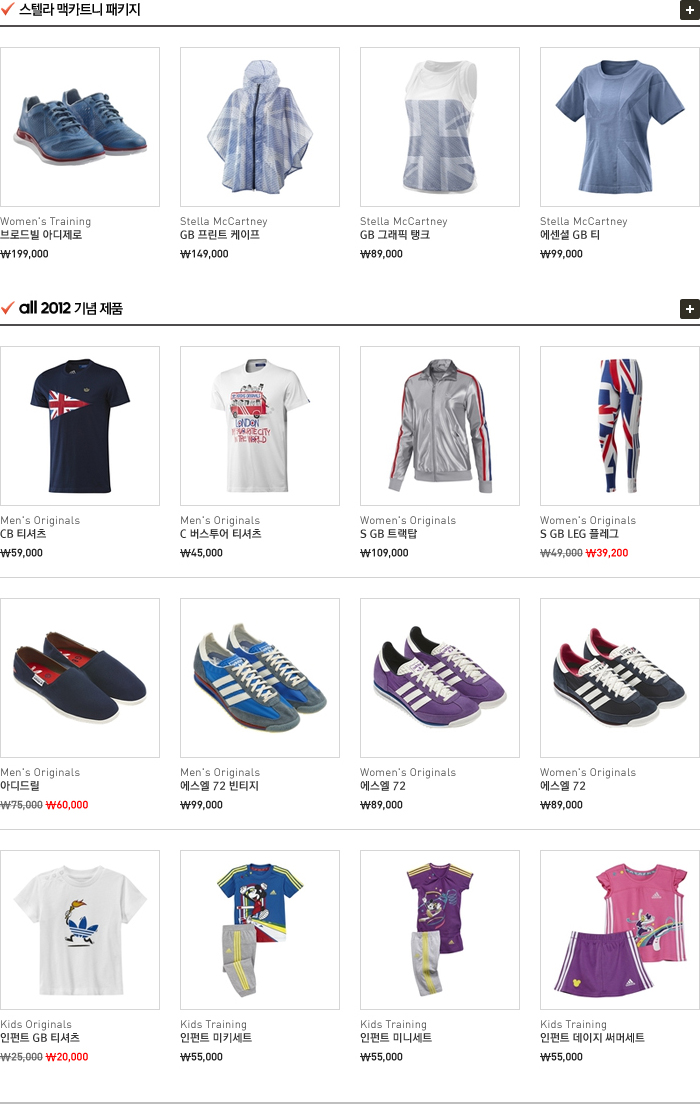 스텔라 맥카트니 패키지
Women's Training
브로드빌 아디제로
₩199,000
Stella McCartney
GB 프린트 케이프
₩149,000
Stella McCartney
GB 그래픽 탱크
₩89,000
Stella McCartney
에센셜 GB 티
₩99,000
all 2012 기념 제품
LONDON
MY FAVORITE CITY
IN THE WORLD
Men's Originals
CB 티셔츠
₩59,000
Men's Originals
C 버스투어 티셔츠
₩45,000
Women's Originals
S GB 트랙탑
₩109,000
Women's Originals
S GB LEG 플레그
₩49,000 ₩39,200
Men's Originals
아디드릴
₩75,000 ₩60,000
Men's Originals
에스엘 72 빈티지
₩99,000
Women's Originals
에스엘 72
₩89,000
Women's Originals
에스엘 72
₩89,000
Kids Originals
인펀트 GB 티셔츠
₩25,000 ₩20,000
Kids Training
인펀트 미키세트
₩55,000
Kids Training
인펀트 미니세트
₩55,000
Kids Training
인펀트 데이지 써머세트
₩55,000